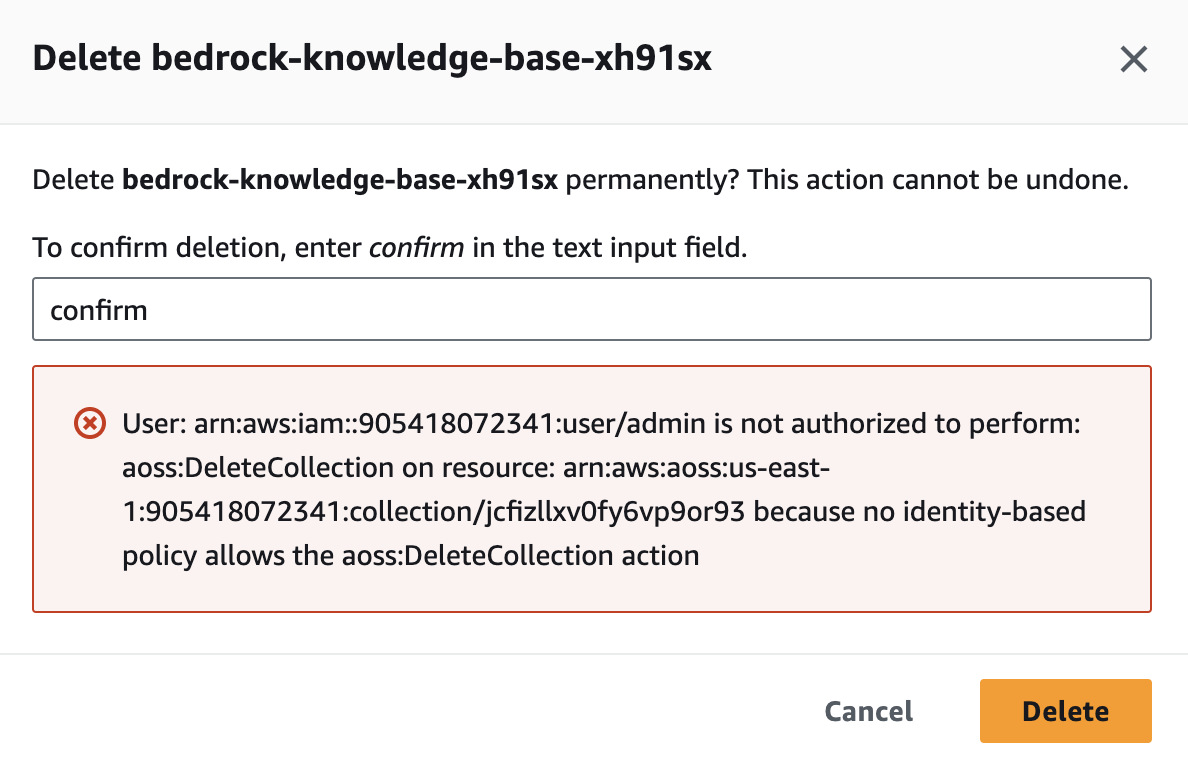 Delete bedrock-knowledge-base-xh91sx
Delete bedrock-knowledge-base-xh91sx permanently? This action cannot be undone.
To confirm deletion, enter confirm in the text input field.
confirm
User: arn:aws:iam::905418072341:user/admin is not authorized to perform:
aoss:DeleteCollection on resource: arn:aws:aoss:us-east-
1:905418072341:collection/jcfizllxv0fy6vp9or93 because no identity-based
policy allows the aoss:DeleteCollection action
Cancel
Delete